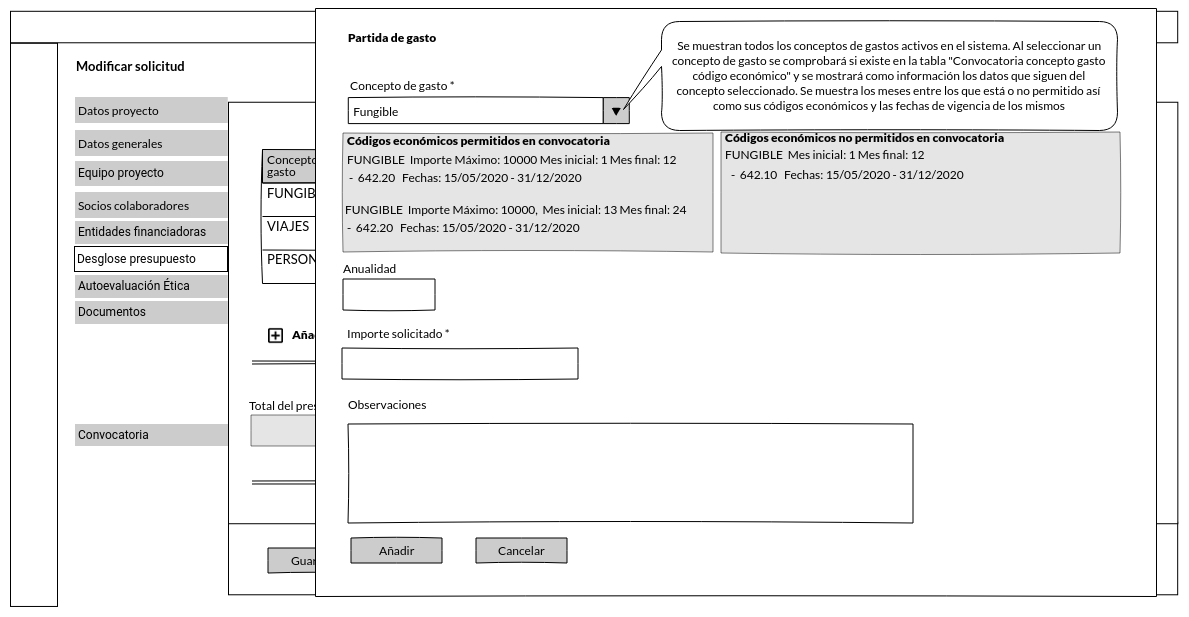 Modificar solicitud
Datos proyecto
Datos generales
Equipo proyecto
Socios colaboradores
Entidades financiadoras
Desglose presupuesto
Autoevaluación Ética
Documentos
Convocatoria
Concepto
gasto
FUNGIB
VIAJES
PERSON
Aña
Total del pres
Guar
Partida de gasto
Se muestran todos los conceptos de gastos activos en el sistema. Al seleccionar un
concepto de gasto se comprobará si existe en la tabla "Convocatoria concepto gasto
código económico" y se mostrará como información los datos que siguen del
concepto seleccionado. Se muestra los meses entre los que está o no permitido así
como sus códigos económicos y las fechas de vigencia de los mismos
Concepto de gasto *
Fungible
Códigos económicos permitidos en convocatoria
FUNGIBLE Importe Máximo: 10000 Mes inicial: 1 Mes final: 12
- 642.20 Fechas: 15/05/2020 - 31/12/2020
FUNGIBLE Importe Máximo: 10000, Mes inicial: 13 Mes final: 24
- 642.20 Fechas: 15/05/2020 - 31/12/2020
Códigos económicos no permitidos en convocatoria
FUNGIBLE Mes inicial: 1 Mes final: 12
- 642.10 Fechas: 15/05/2020 - 31/12/2020
Anualidad
Importe solicitado *
Observaciones
Añadir
Cancelar